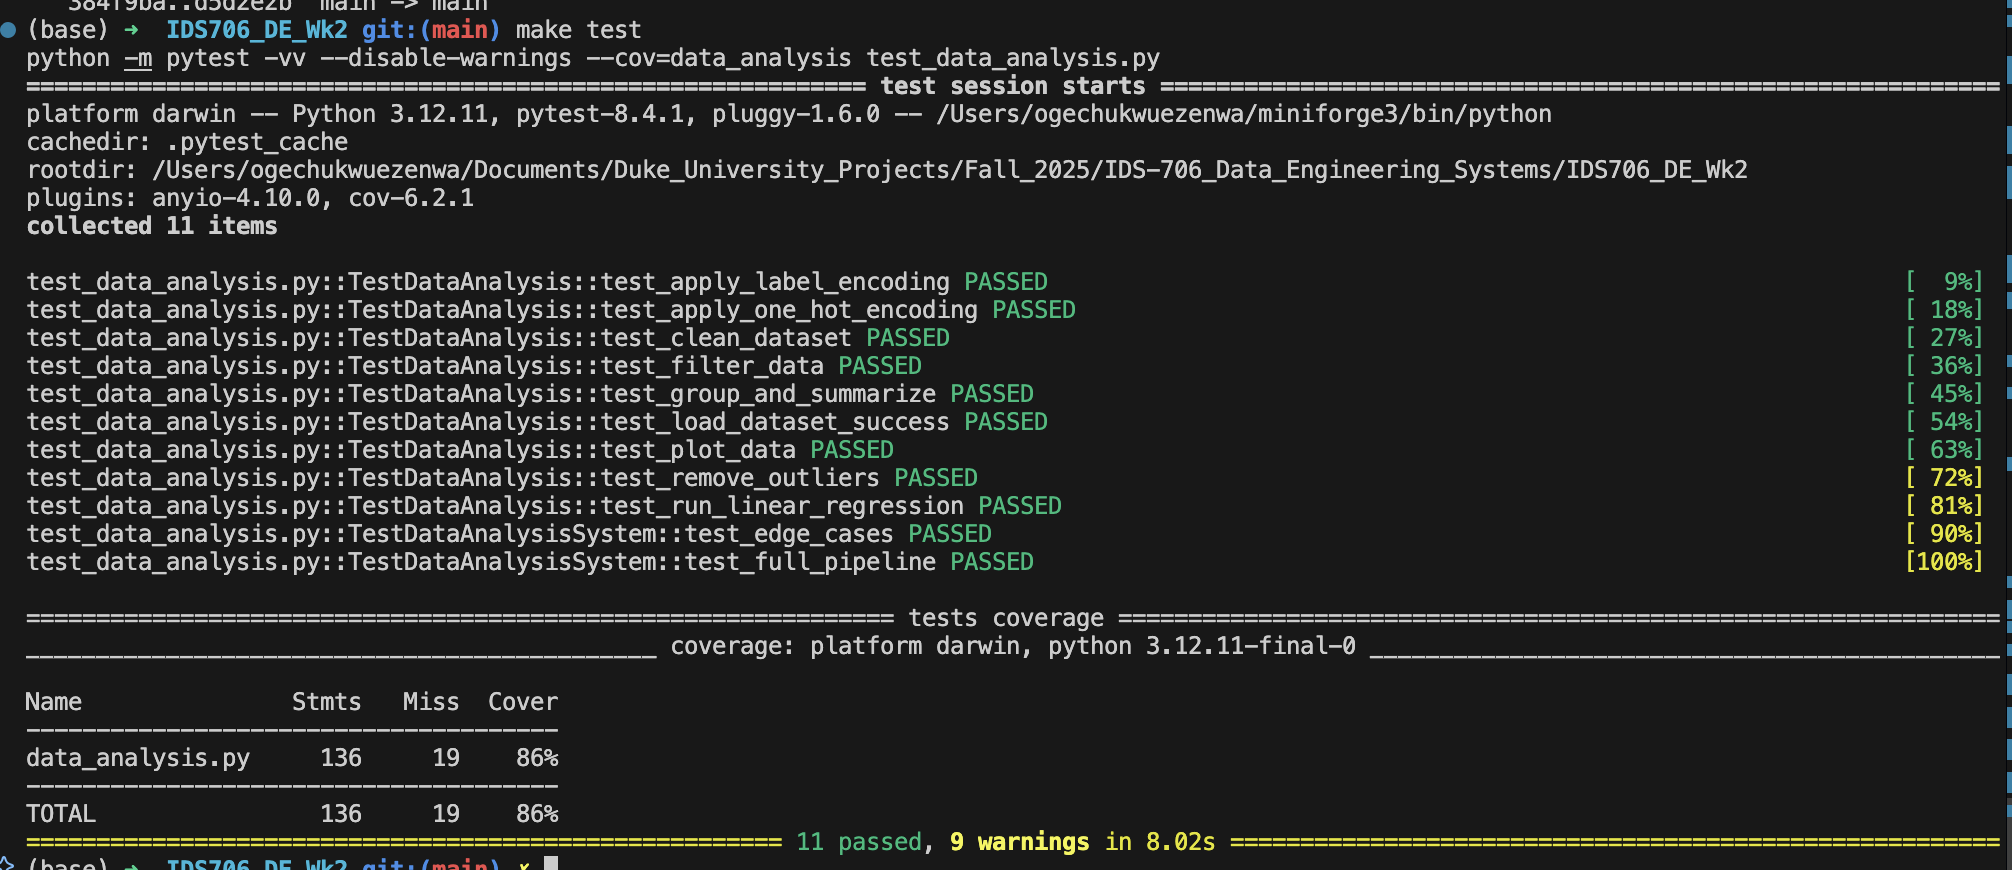 384f9ba..d5d2e2b  main -> main
(base) ➜  IDS706_DE_Wk2 git:(main) make test
python -m pytest -vv --disable-warnings --cov=data_analysis test_data_analysis.py
============================================================ test session starts ============================================================
platform darwin -- Python 3.12.11, pytest-8.4.1, pluggy-1.6.0 -- /Users/ogechukwuezenwa/miniforge3/bin/python
cachedir: .pytest_cache
rootdir: /Users/ogechukwuezenwa/Documents/Duke_University_Projects/Fall_2025/IDS-706_Data_Engineering_Systems/IDS706_DE_Wk2
plugins: anyio-4.10.0, cov-6.2.1
collected 11 items
test_data_analysis.py::TestDataAnalysis::test_apply_label_encoding PASSED [  9%]
test_data_analysis.py::TestDataAnalysis::test_apply_one_hot_encoding PASSED [ 18%]
test_data_analysis.py::TestDataAnalysis::test_clean_dataset PASSED [ 27%]
test_data_analysis.py::TestDataAnalysis::test_filter_data PASSED [ 36%]
test_data_analysis.py::TestDataAnalysis::test_group_and_summarize PASSED [ 45%]
test_data_analysis.py::TestDataAnalysis::test_load_dataset_success PASSED [ 54%]
test_data_analysis.py::TestDataAnalysis::test_plot_data PASSED [ 63%]
test_data_analysis.py::TestDataAnalysis::test_remove_outliers PASSED [ 72%]
test_data_analysis.py::TestDataAnalysis::test_run_linear_regression PASSED [ 81%]
test_data_analysis.py::TestDataAnalysisSystem::test_edge_cases PASSED [ 90%]
test_data_analysis.py::TestDataAnalysisSystem::test_full_pipeline PASSED [100%]
============================================================== tests coverage ===============================================================
_____________________________________________ coverage: platform darwin, python 3.12.11-final-0 _____________________________________________
Name               Stmts   Miss  Cover
--------------------------------------
data_analysis.py     136     19    86%
--------------------------------------
TOTAL                136     19    86%
====================================================== 11 passed, 9 warnings in 8.02s =======================================================
(base) ➜  IDS706_DE_Wk2 git:(main) ✗